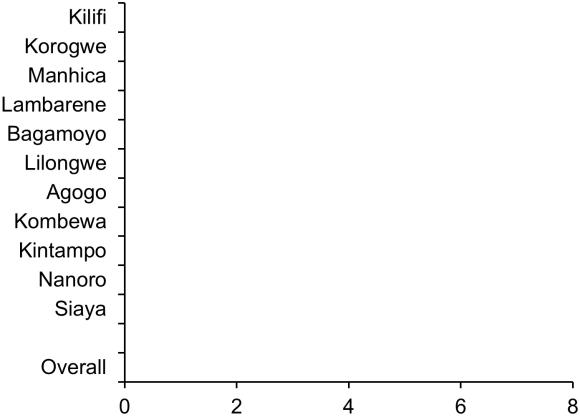 Kilifi
Korogwe
Manhica
Lambarene
Bagamoyo
Lilongwe
Agogo
Kombewa
Kintampo
Nanoro
Siaya
Overall
0 2 4 6 8